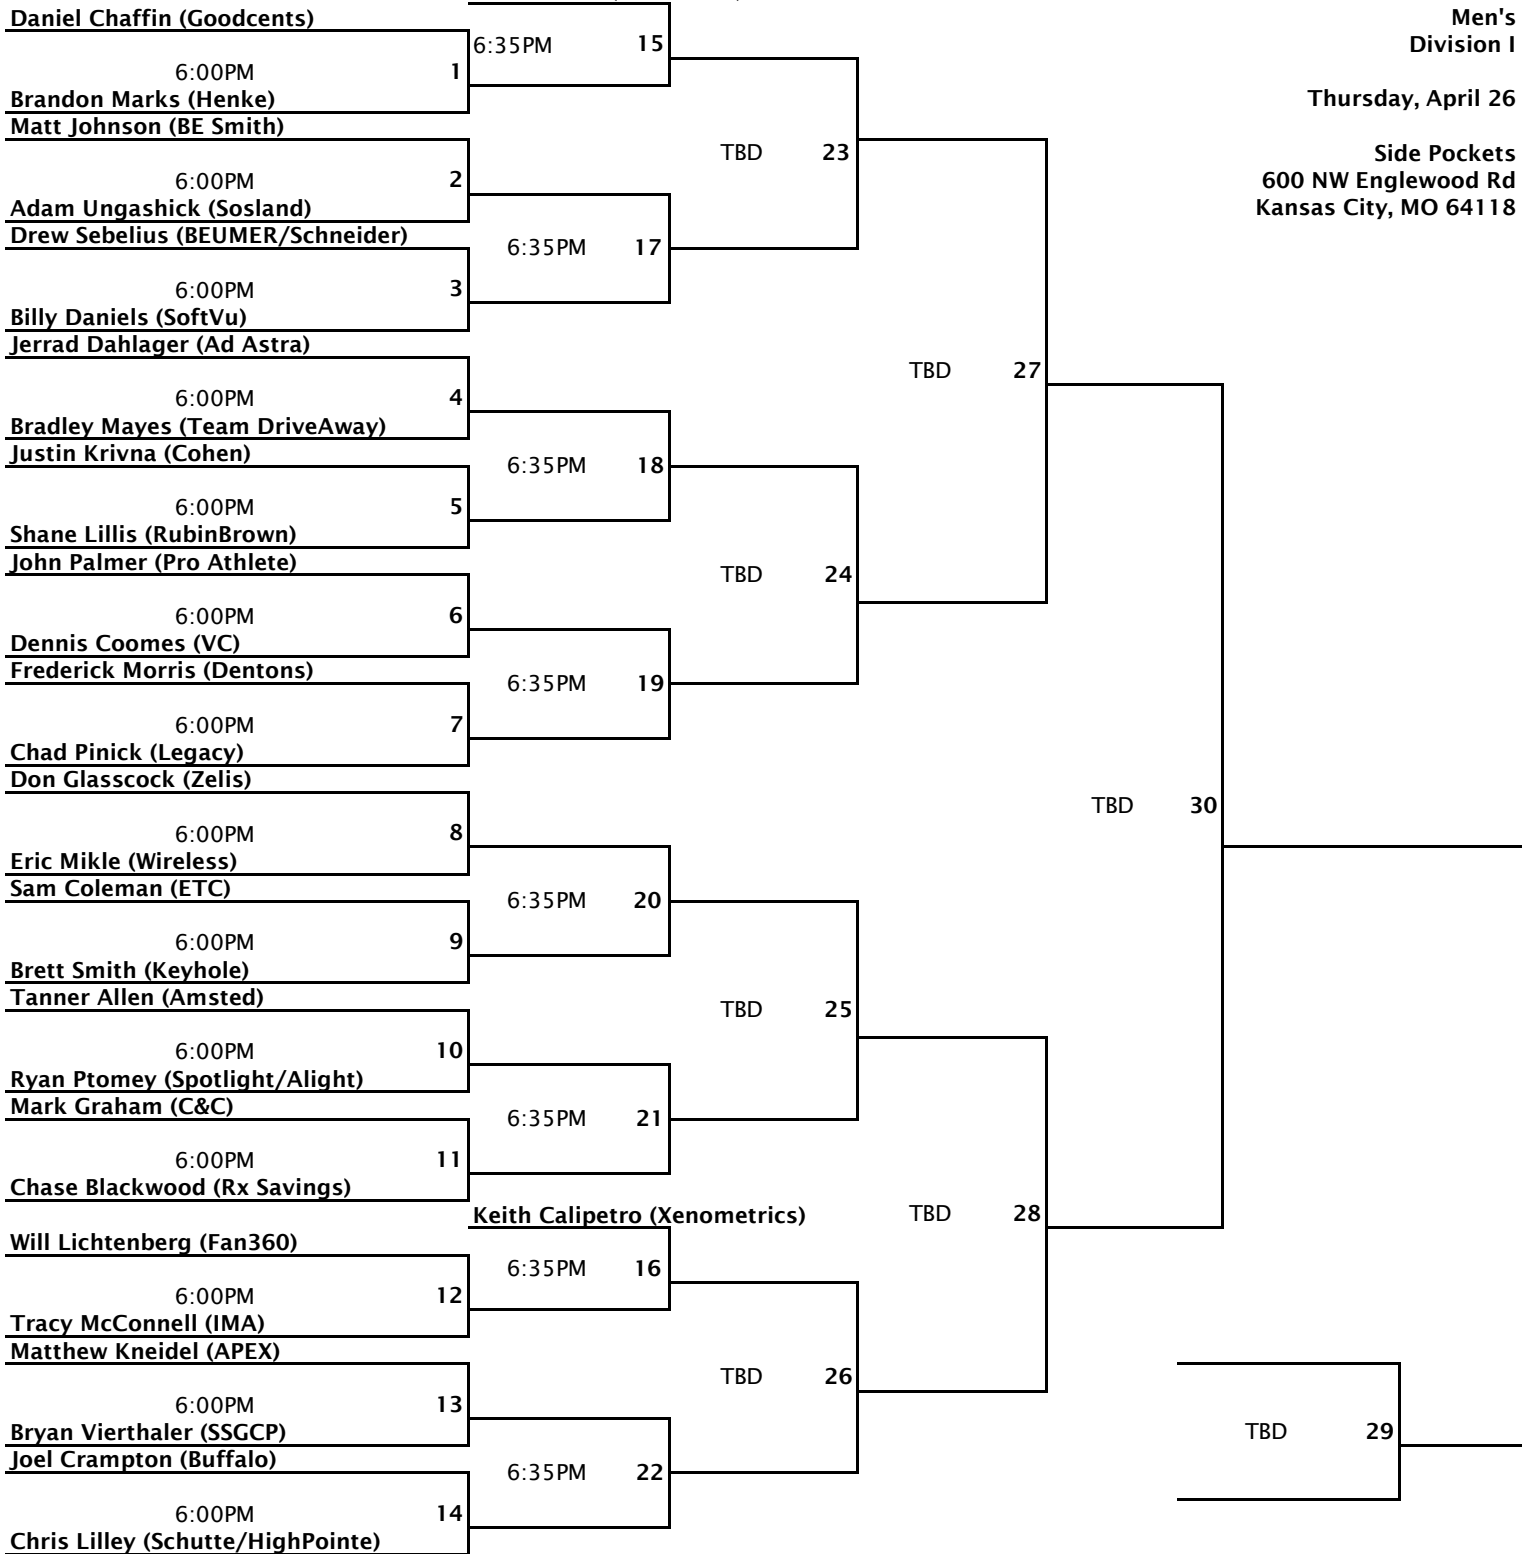 Daniel Chaffin (Goodcents)
6:35PM 15
6:00PM 1
Brandon Marks (Henke)
Matt Johnson (BE Smith)
Men's
Division I
Thursday, April 26
Side Pockets
600 NW Englewood Rd
Kansas City, MO 64118
TBD 23
6:00PM 2
Adam Ungashick (Sosland)
Drew Sebelius (BEUMER/Schneider)
6:35PM 17
6:00PM 3
Billy Daniels (SoftVu)
Jerrad Dahlager (Ad Astra)
TBD 27
6:00PM 4
Bradley Mayes (Team DriveAway)
Justin Krivna (Cohen)
6:35PM 18
6:00PM 5
Shane Lillis (RubinBrown)
John Palmer (Pro Athlete)
TBD 24
6:00PM 6
Dennis Coomes (VC)
Frederick Morris (Dentons)
6:35PM 19
6:00PM 7
Chad Pinick (Legacy)
Don Glasscock (Zelis)
TBD 30
6:00PM 8
Eric Mikle (Wireless)
Sam Coleman (ETC)
6:35PM 20
6:00PM 9
Brett Smith (Keyhole)
Tanner Allen (Amsted)
TBD 25
6:00PM 10
Ryan Ptomey (Spotlight/Alight)
Mark Graham (C&C)
6:35PM 21
6:00PM 11
Chase Blackwood (Rx Savings)
Keith Calipetro (Xenometrics)
TBD 28
Will Lichtenberg (Fan360)
6:35PM 16
6:00PM 12
Tracy McConnell (IMA)
Matthew Kneidel (APEX)
TBD 26
6:00PM 13
Bryan Vierthaler (SSGCP)
TBD 29
Joel Crampton (Buffalo)
6:35PM 22
6:00PM 14
Chris Lilley (Schutte/HighPointe)